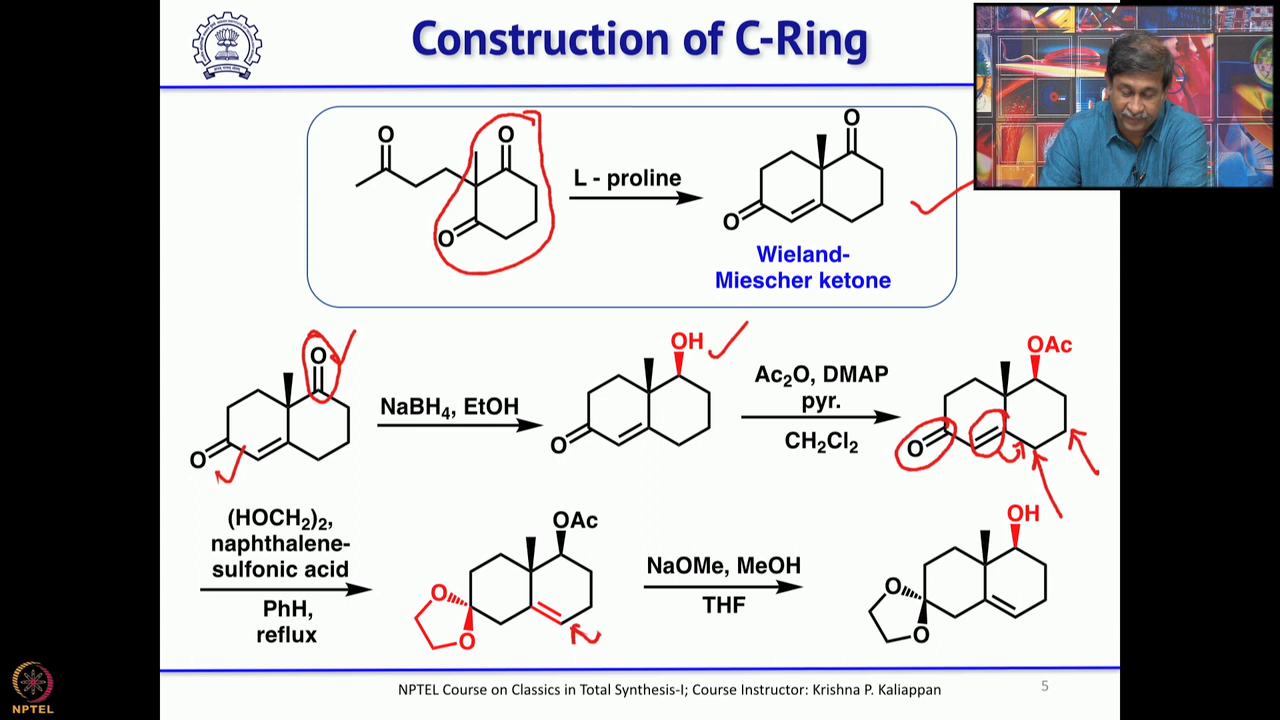 Construction of C-Ring
O
O
O
L - proline
O
O
Wieland-
Miescher ketone
O
O
NaBH4, EtOH
OH
O
Ac2O, DMAP
pyr.
CH2Cl2
OAc
O
(HOCH2)2,
naphthalene-
sulfonic acid
PhH,
reflux
OAc
O
O
NaOMe, MeOH
THF
OH
O
O
NPTEL Course on Classics in Total Synthesis-I; Course Instructor: Krishna P. Kaliappan
5
NPTEL